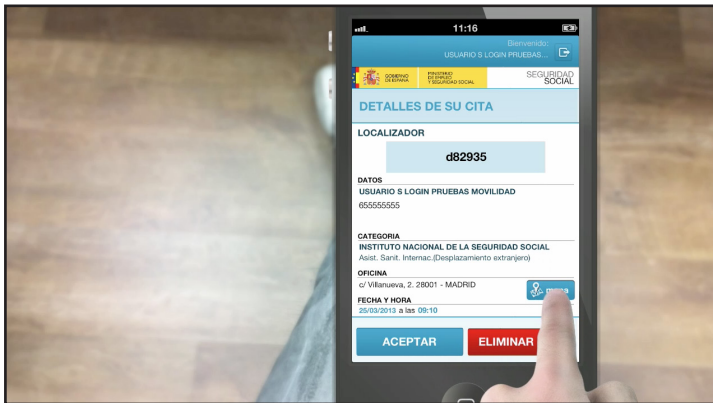 11:16
Bienvenido:
USUARIO S LOGIN PRUEBAS...
GOBIERNO DE ESPAÑA
MINISTERIO DE EMPLEO Y SEGURIDAD SOCIAL
SEGURIDAD SOCIAL
DETALLES DE SU CITA
LOCALIZADOR
d82935
DATOS
USUARIO S LOGIN PRUEBAS MOVILIDAD
655555555
CATEGORIA
INSTITUTO NACIONAL DE LA SEGURIDAD SOCIAL
Asist. Sanit. Internac.(Desplazamiento extranjero)
OFICINA
c/ Villanueva, 2. 28001 - MADRID
FECHA Y HORA
25/03/2013 a las 09:10
ACEPTAR
ELIMINAR